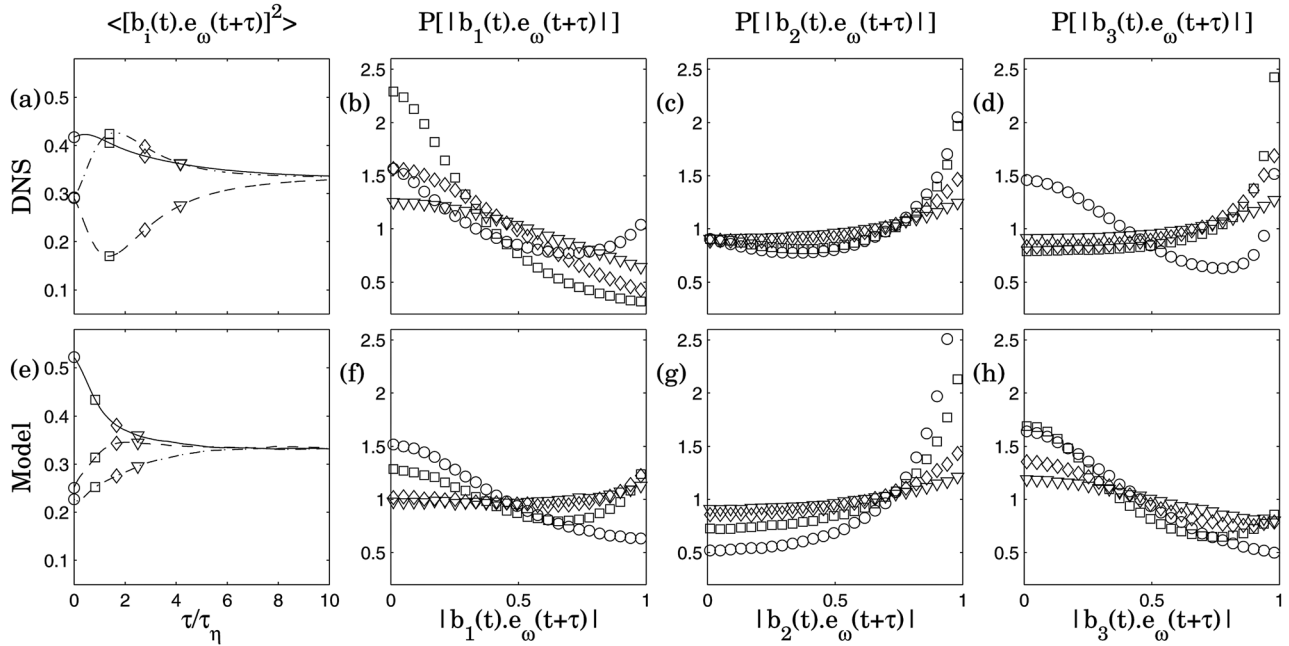 <[b_i(t).e_ω(t+τ)]²> P[|b_1(t).e_ω(t+τ)|] P[|b_2(t).e_ω(t+τ)|] P[|b_3(t).e_ω(t+τ)|]
(a) (b) (c) (d)
DNS
0.5 0.4 0.3 0.2 0.1
2.5 2 1.5 1 0.5
2.5 2 1.5 1 0.5
2.5 2 1.5 1 0.5
(e) (f) (g) (h)
Model
0.5 0.4 0.3 0.2 0.1
2.5 2 1.5 1 0.5
2.5 2 1.5 1 0.5
2.5 2 1.5 1 0.5
0 2 4 6 8 10 0 0.5 1 0 0.5 1 0 0.5 1
τ/τ_η |b_1(t).e_ω(t+τ)| |b_2(t).e_ω(t+τ)| |b_3(t).e_ω(t+τ)|